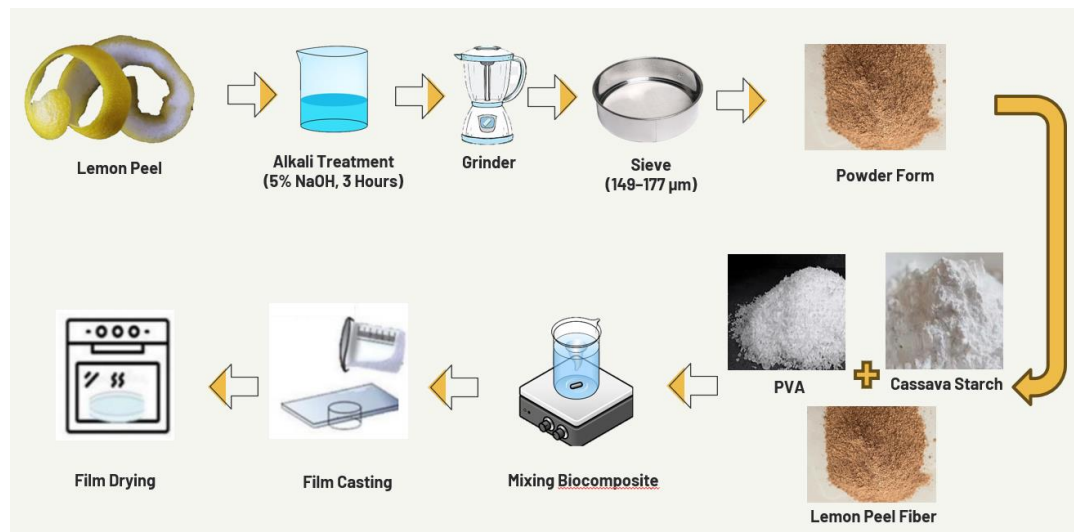 Lemon Peel
Alkali Treatment
(5% NaOH, 3 Hours)
Grinder
Sieve
(149–177 µm)
Powder Form
PVA
Cassava Starch
Lemon Peel Fiber
Mixing Biocomposite
Film Casting
Film Drying